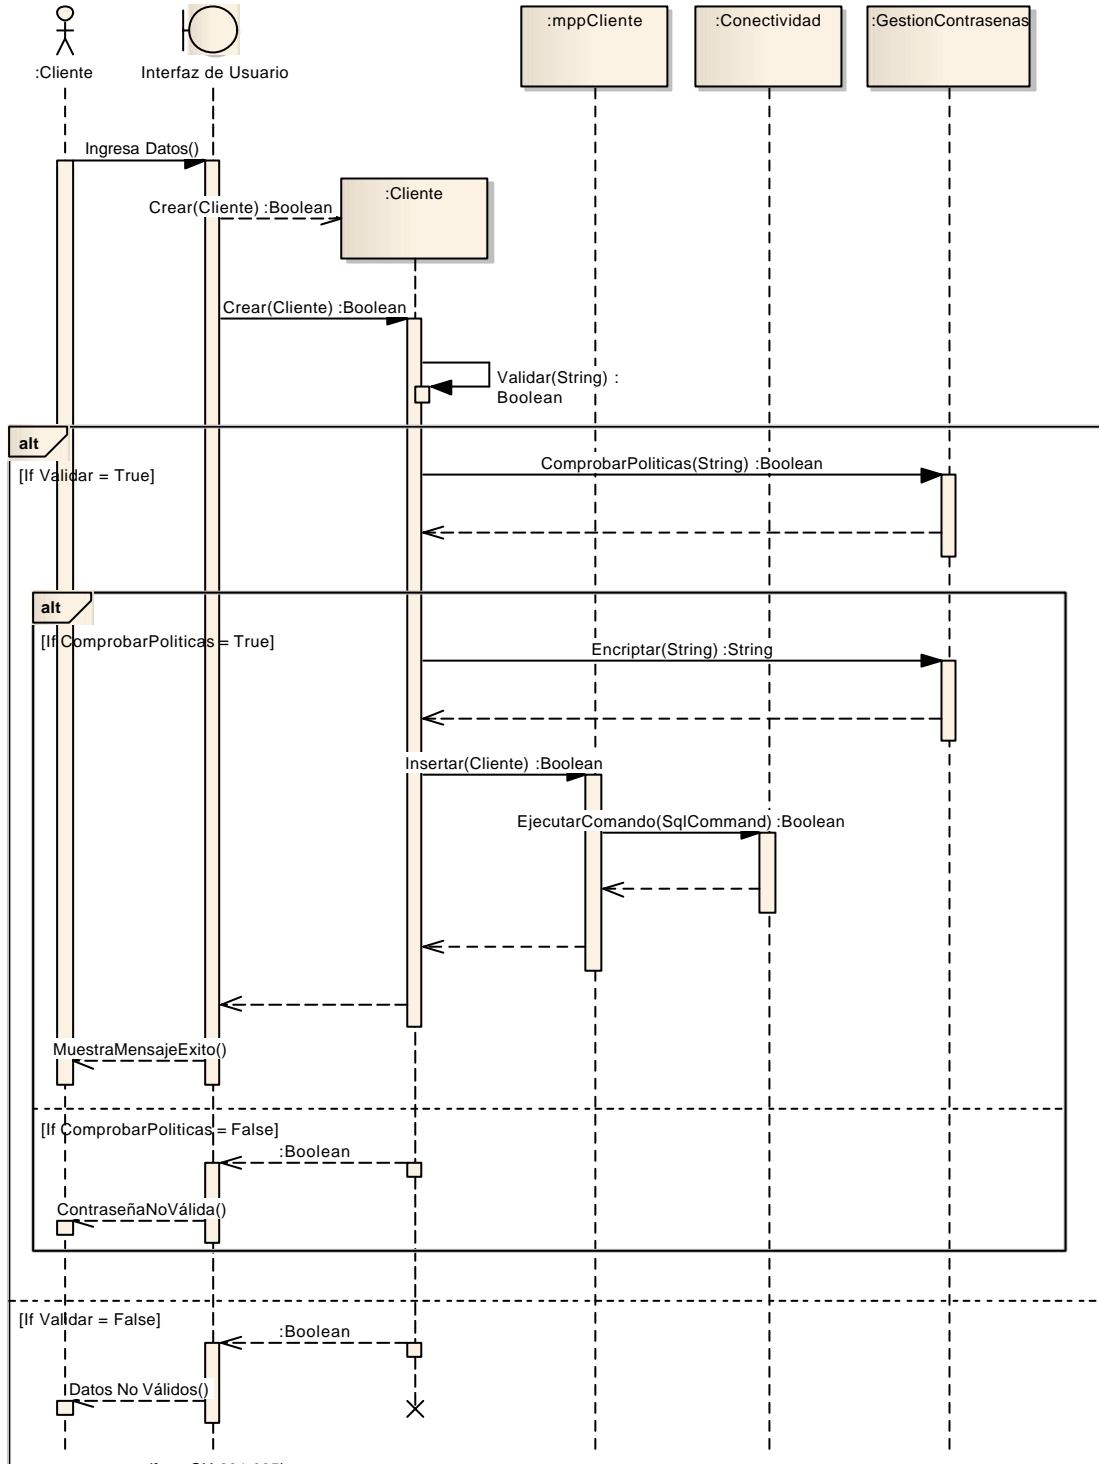 :Cliente
Interfaz de Usuario
:mppCliente
:Conectividad
:GestionContrasenas
Ingresa Datos()
:Cliente
Crear(Cliente) :Boolean
Crear(Cliente) :Boolean
Validar(String) :
Boolean
alt
[If Validar = True]
ComprobarPoliticas(String) :Boolean
alt
[If ComprobarPoliticas = True]
Encriptar(String) :String
Insertar(Cliente) :Boolean
EjecutarComando(SqlCommand) :Boolean
MuestraMensajeExito()
[If ComprobarPoliticas = False]
:Boolean
ContraseñaNoVálida()
[If Validar = False]
:Boolean
Datos No Válidos()